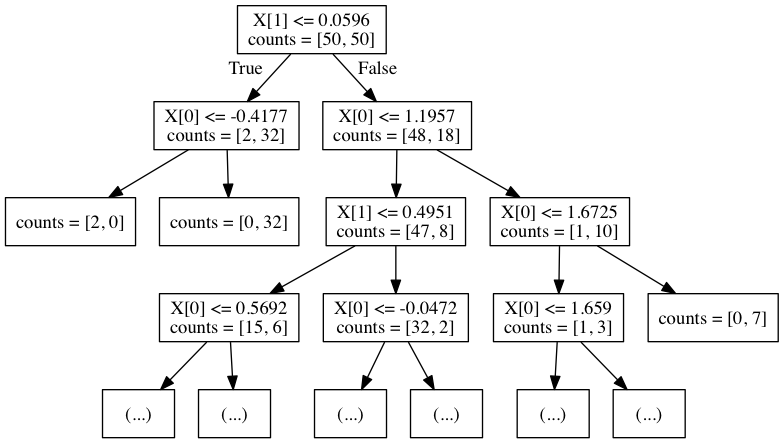 X[1] <= 0.0596
counts = [50, 50]
True
False
X[0] <= -0.4177
counts = [2, 32]
X[0] <= 1.1957
counts = [48, 18]
counts = [2, 0]
counts = [0, 32]
X[1] <= 0.4951
counts = [47, 8]
X[0] <= 1.6725
counts = [1, 10]
X[0] <= 0.5692
counts = [15, 6]
X[0] <= -0.0472
counts = [32, 2]
X[0] <= 1.659
counts = [1, 3]
counts = [0, 7]
(...)
(...)
(...)
(...)
(...)
(...)